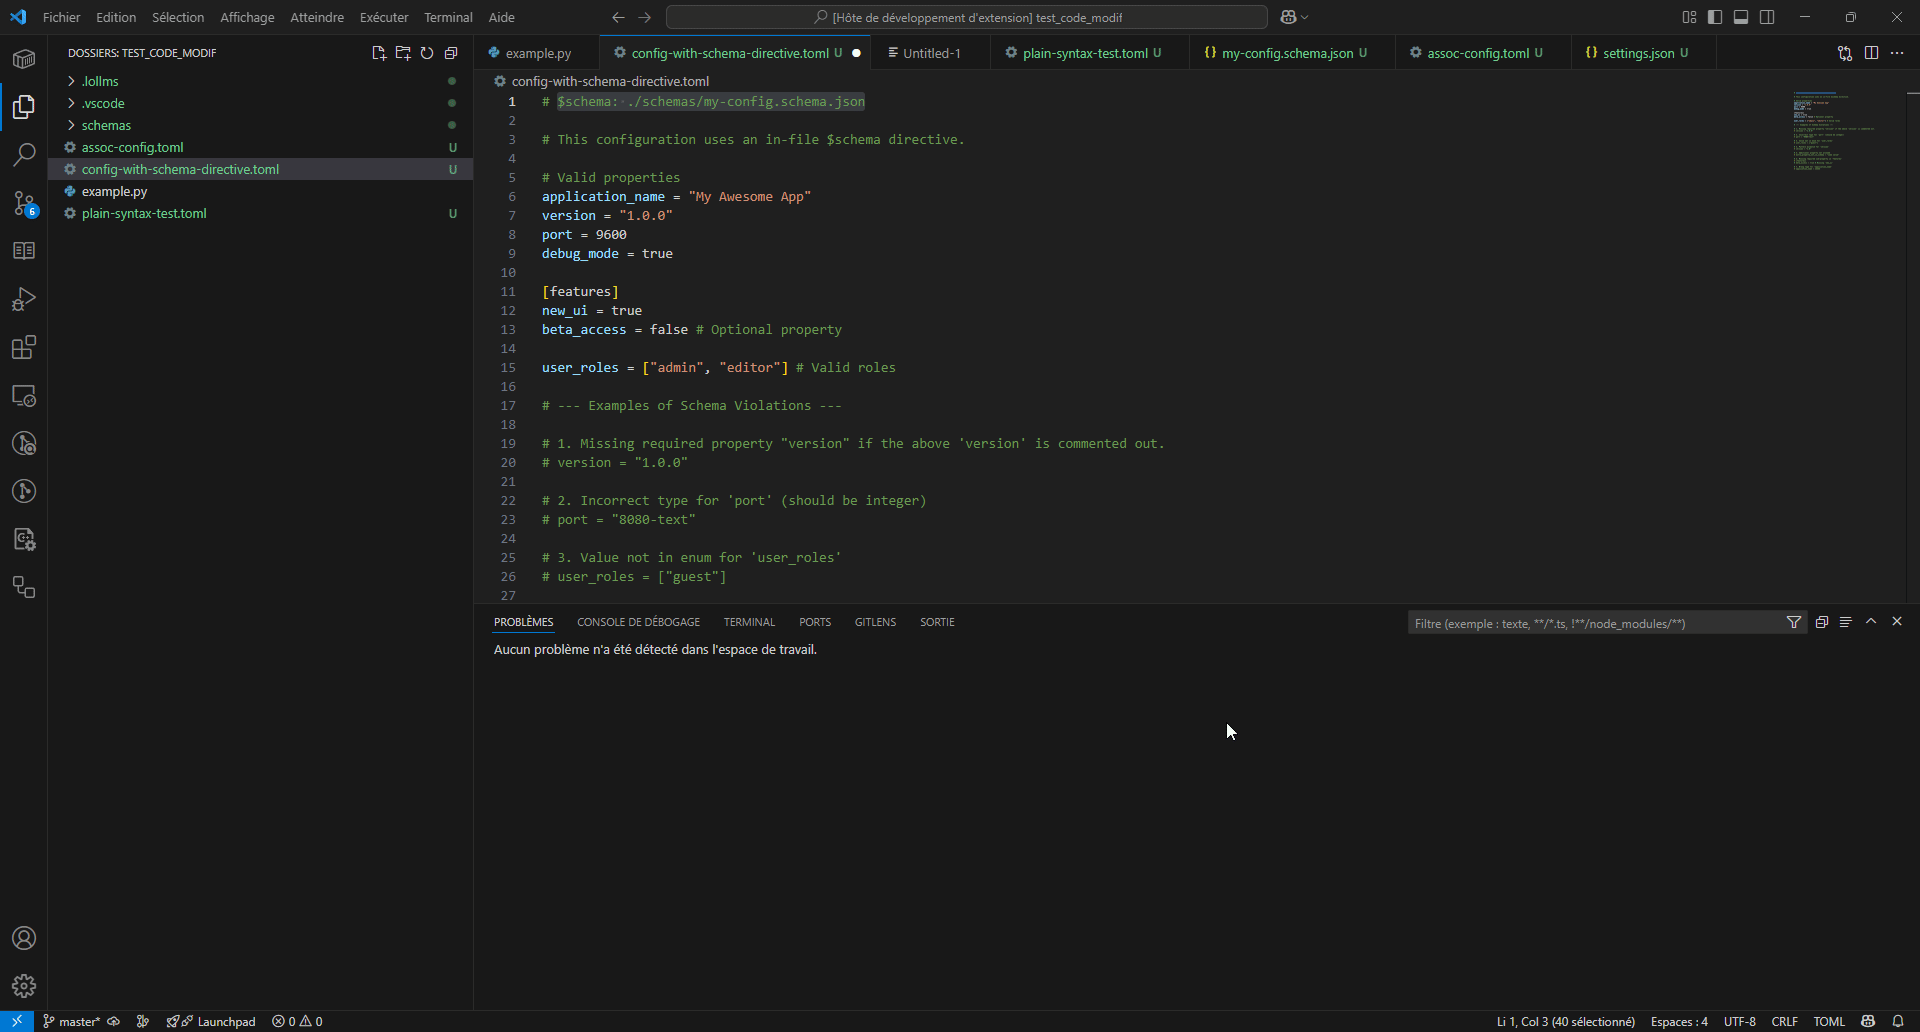 Fichier Edition Sélection Affichage Atteindre Exécuter Terminal Aide
[Hôte de développement d'extension] test_code_modif
DOSSIERS: TEST_CODE_MODIF
.lollms
.vscode
schemas
assoc-config.toml U
config-with-schema-directive.toml U
example.py
plain-syntax-test.toml U
6
example.py config-with-schema-directive.toml U Untitled-1 plain-syntax-test.toml U my-config.schema.json U assoc-config.toml U settings.json U
config-with-schema-directive.toml
1 # $schema: ./schemas/my-config.schema.json
2
3 # This configuration uses an in-file $schema directive.
4
5 # Valid properties
6 application_name = "My Awesome App"
7 version = "1.0.0"
8 port = 9600
9 debug_mode = true
10
11 [features]
12 new_ui = true
13 beta_access = false # Optional property
14
15 user_roles = ["admin", "editor"] # Valid roles
16
17 # --- Examples of Schema Violations ---
18
19 # 1. Missing required property "version" if the above 'version' is commented out.
20 # version = "1.0.0"
21
22 # 2. Incorrect type for 'port' (should be integer)
23 # port = "8080-text"
24
25 # 3. Value not in enum for 'user_roles'
26 # user_roles = ["guest"]
27
PROBLÈMES CONSOLE DE DÉBOGAGE TERMINAL PORTS GITLENS SORTIE
Filtre (exemple : texte, **/*.ts, !**/node_modules/**)
Aucun problème n'a été détecté dans l'espace de travail.
master* Launchpad 0 0
Li 1, Col 3 (40 sélectionné) Espaces : 4 UTF-8 CRLF TOML